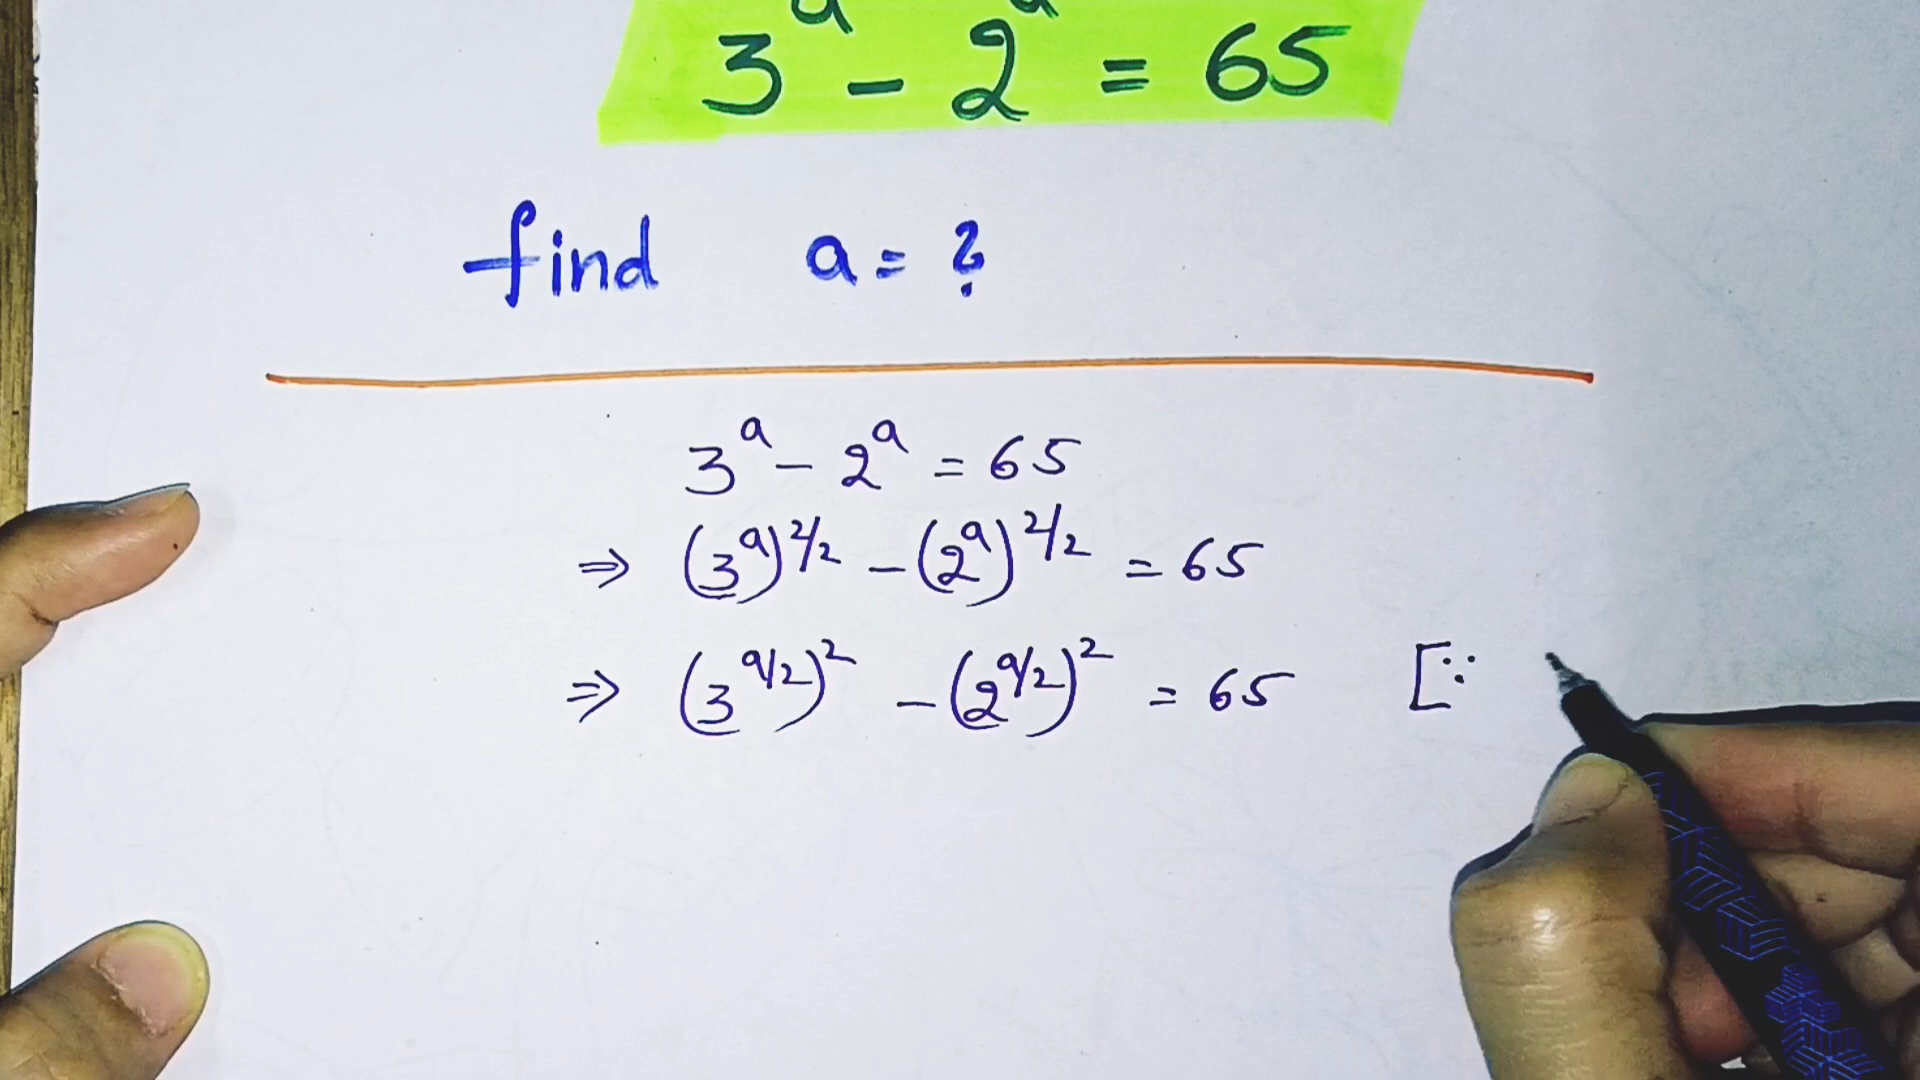 3^a - 2^a = 65
find a = ?
3^a - 2^a = 65
⇒ (3^a)^2/2 - (2^a)^2/2 = 65
⇒ (3^a/2)^2 - (2^a/2)^2 = 65 [∵